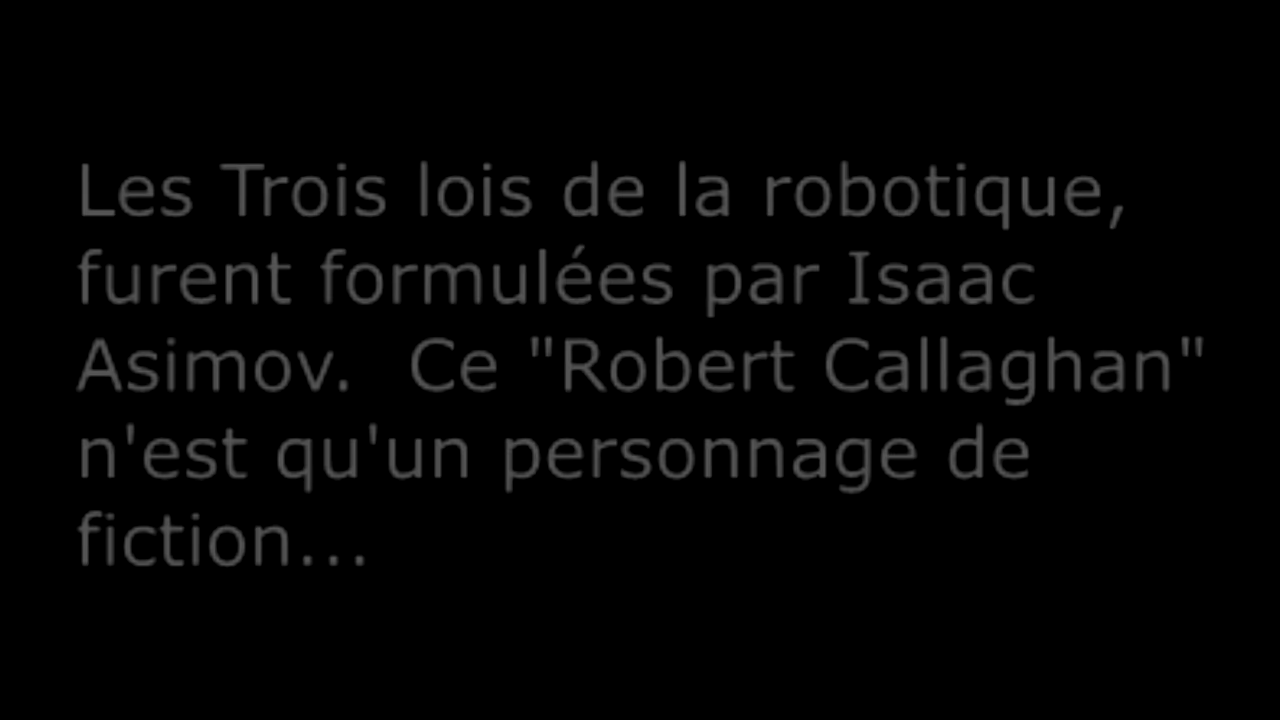 Les Trois lois de la robotique,
furent formulées par Isaac
Asimov.  Ce "Robert Callaghan"
n'est qu'un personnage de
fiction...